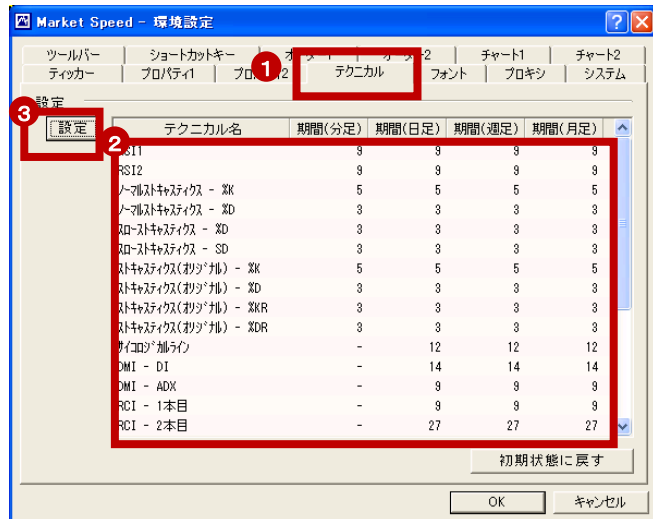 Market Speed - 環境設定
ツールバー ショートカットキー チャート1 チャート2
ティッカー プロパティ1 テクニカル フォント プロキシ システム
1
設定
3
設定
2
テクニカル名 期間(分足) 期間(日足) 期間(週足) 期間(月足)
RSI1 9 9 9 9
RSI2 9 9 9 9
ノーマルストキャスティクス - %K 5 5 5 5
ノーマルストキャスティクス - %D 3 3 3 3
スローストキャスティクス - %D 3 3 3 3
スローストキャスティクス - SD 3 3 3 3
ストキャスティクス(オリジナル) - %K 5 5 5 5
ストキャスティクス(オリジナル) - %D 3 3 3 3
ストキャスティクス(オリジナル) - %KR 3 3 3 3
ストキャスティクス(オリジナル) - %DR 3 3 3 3
サイコロジカルライン - 12 12 12
DMI - DI - 14 14 14
DMI - ADX - 9 9 9
RCI - 1本目 - 9 9 9
RCI - 2本目 - 27 27 27
初期状態に戻す
OK キャンセル